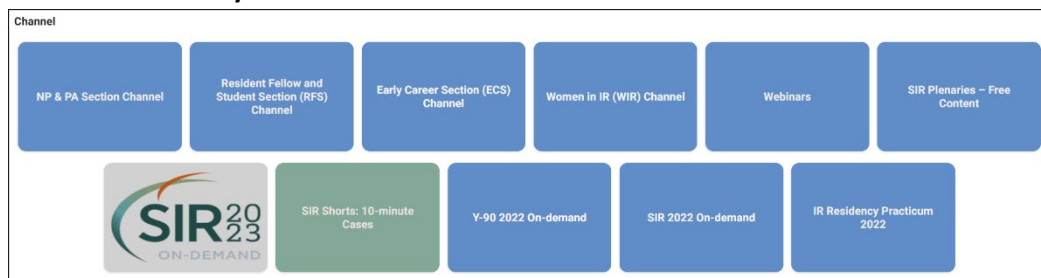 Channel
NP & PA Section Channel
Resident Fellow and
Student Section (RFS)
Channel
Early Career Section (ECS)
Channel
Women in IR (WIR) Channel
Webinars
SIR Plenaries – Free
Content
SIR 20
23
ON-DEMAND
SIR Shorts: 10-minute
Cases
Y-90 2022 On-demand
SIR 2022 On-demand
IR Residency Practicum
2022